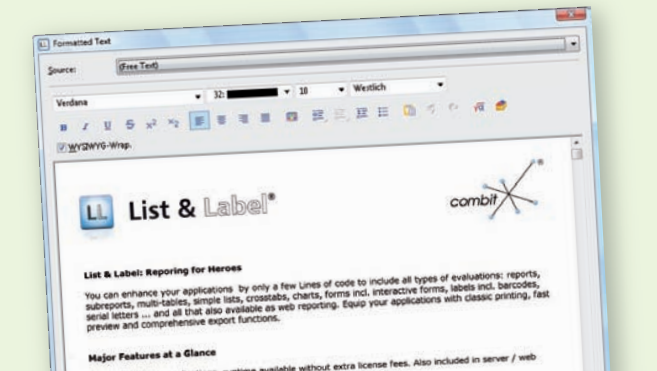 Formatted Text
Source: (Free Text)
Verdana 32: 10 Westlich
B I U S x² x₂ √α
WYSIWYG-Wrap.
LL List & Label®
combit®
List & Label: Reporing for Heroes
You can enhance your applications by only a few Lines of code to include all types of evaluations: reports,
subreports, multi-tables, simple lists, crosstabs, charts, forms incl. interactive forms, labels incl. barcodes,
serial letters ... and all that also available as web reporting. Equip your applications with classic printing, fast
preview and comprehensive export functions.
Major Features at a Glance
available without extra license fees. Also included in server / web